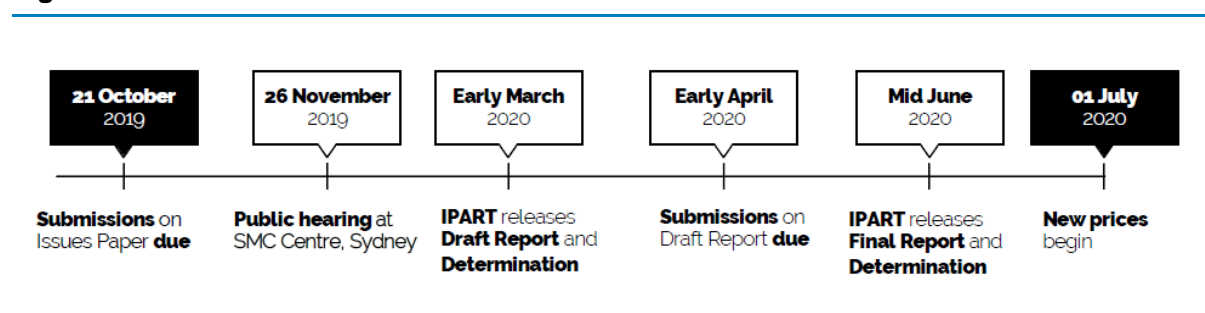 21 October
2019
26 November
2019
Early March
2020
Early April
2020
Mid June
2020
01 July
2020
Submissions on
Issues Paper due
Public hearing at
SMC Centre, Sydney
IPART releases
Draft Report and
Determination
Submissions on
Draft Report due
IPART releases
Final Report and
Determination
New prices
begin